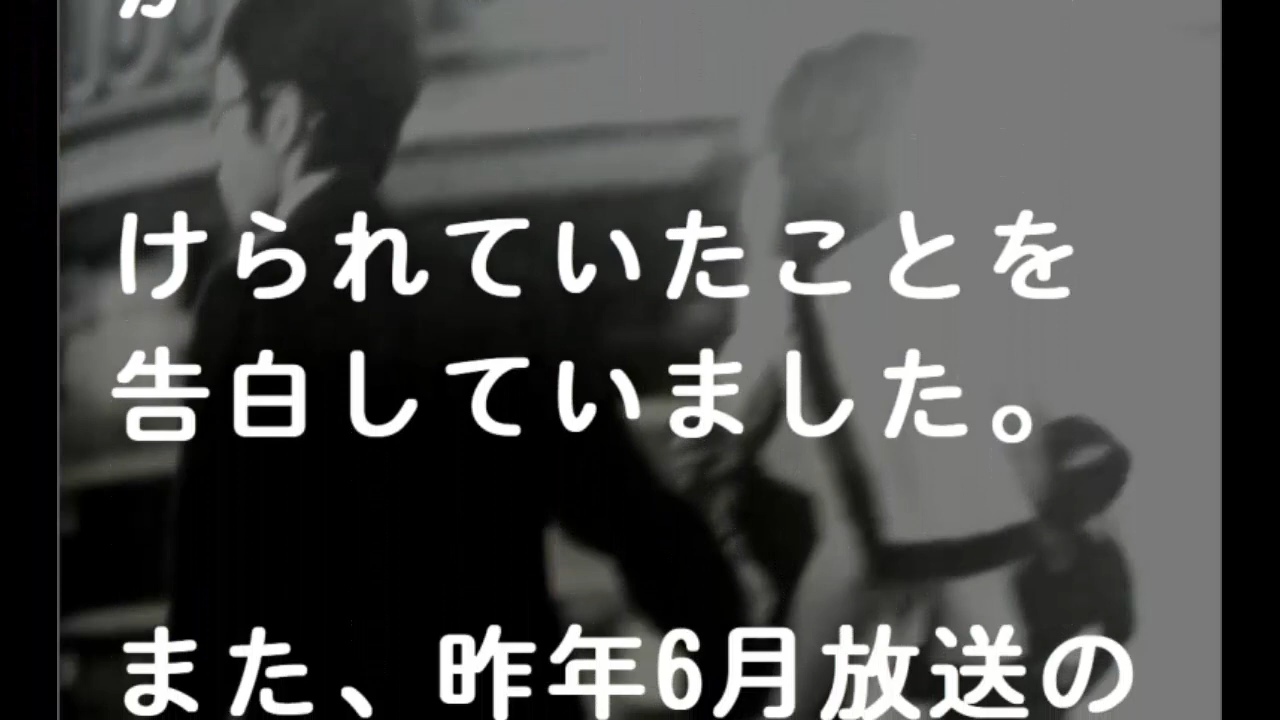 が
けられていたことを
告白していました。
また、昨年6月放送の